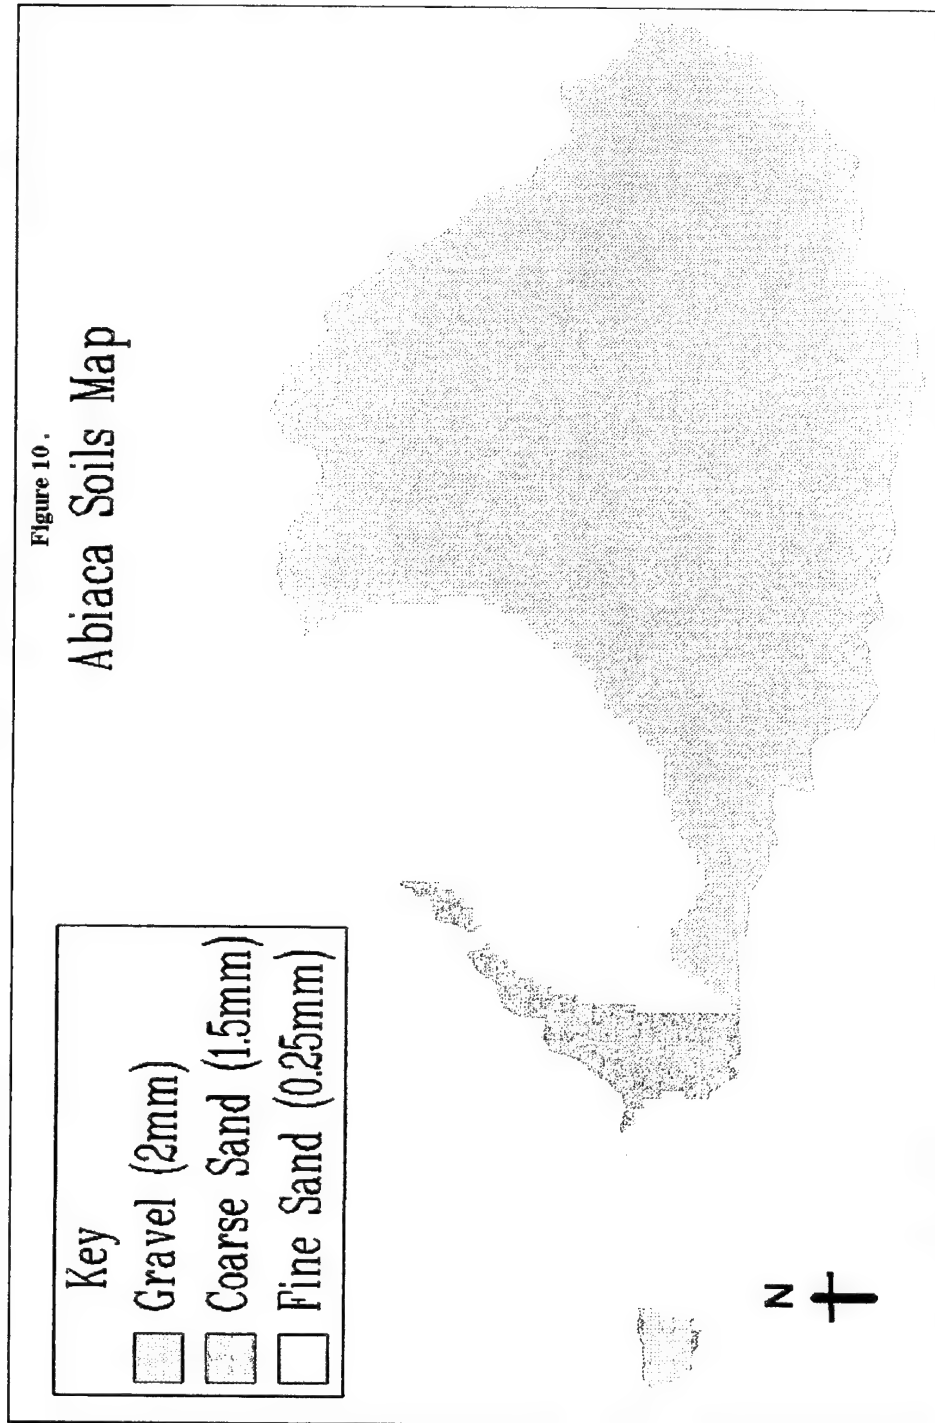 Figure 10.
Abiaca Soils Map
Key
Gravel (2mm)
Coarse Sand (1.5mm)
Fine Sand (0.25mm)
N